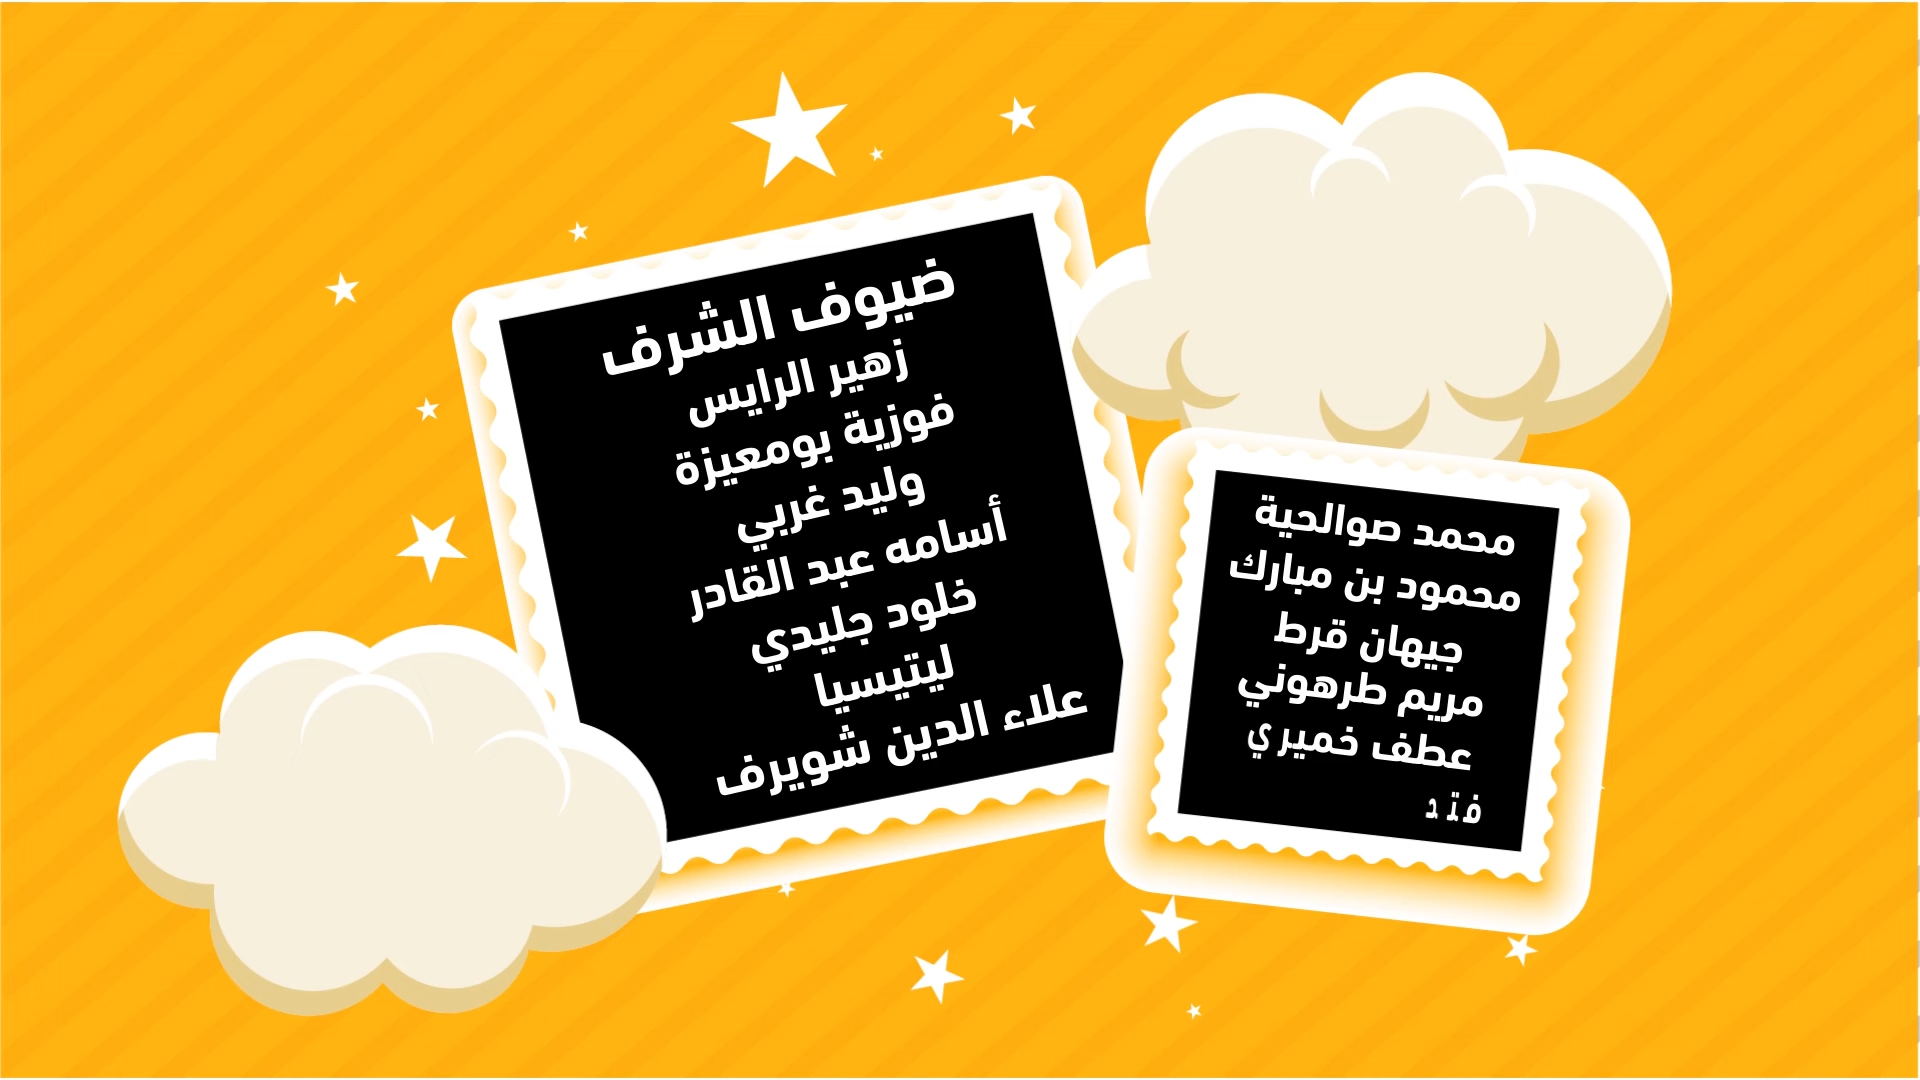 ضيوف الشرف
زهير الرايس
فوزية بومعيزة
وليد غربي
أسامه عبد القادر
خلود جليدي
ليتيسيا
علاء الدين شويرف
محمد صوالحية
محمود بن مبارك
جيهان قرط
مريم طرهوني
عطف خميري
فتد